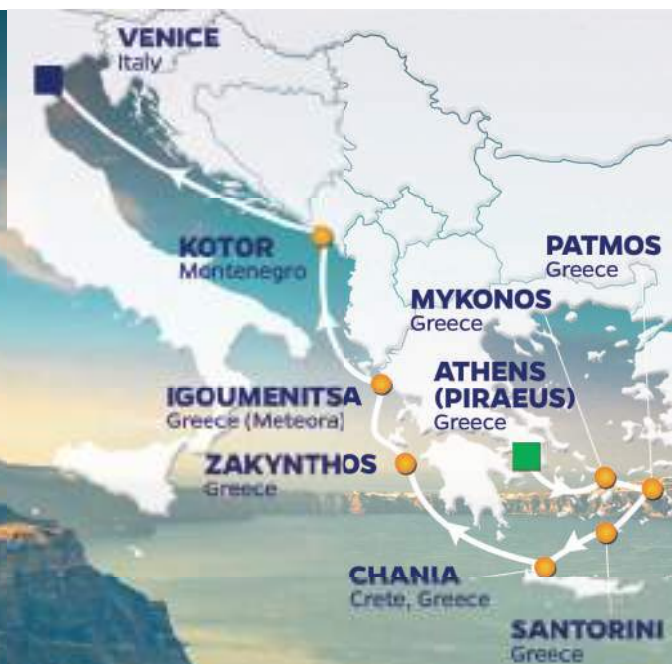 VENICE
Italy
KOTOR
Montenegro
PATMOS
Greece
MYKONOS
Greece
IGOUMENITSA
Greece (Meteora)
ATHENS
(PIRAEUS)
Greece
ZAKYNTHOS
Greece
CHANIA
Crete, Greece
SANTORINI
Greece